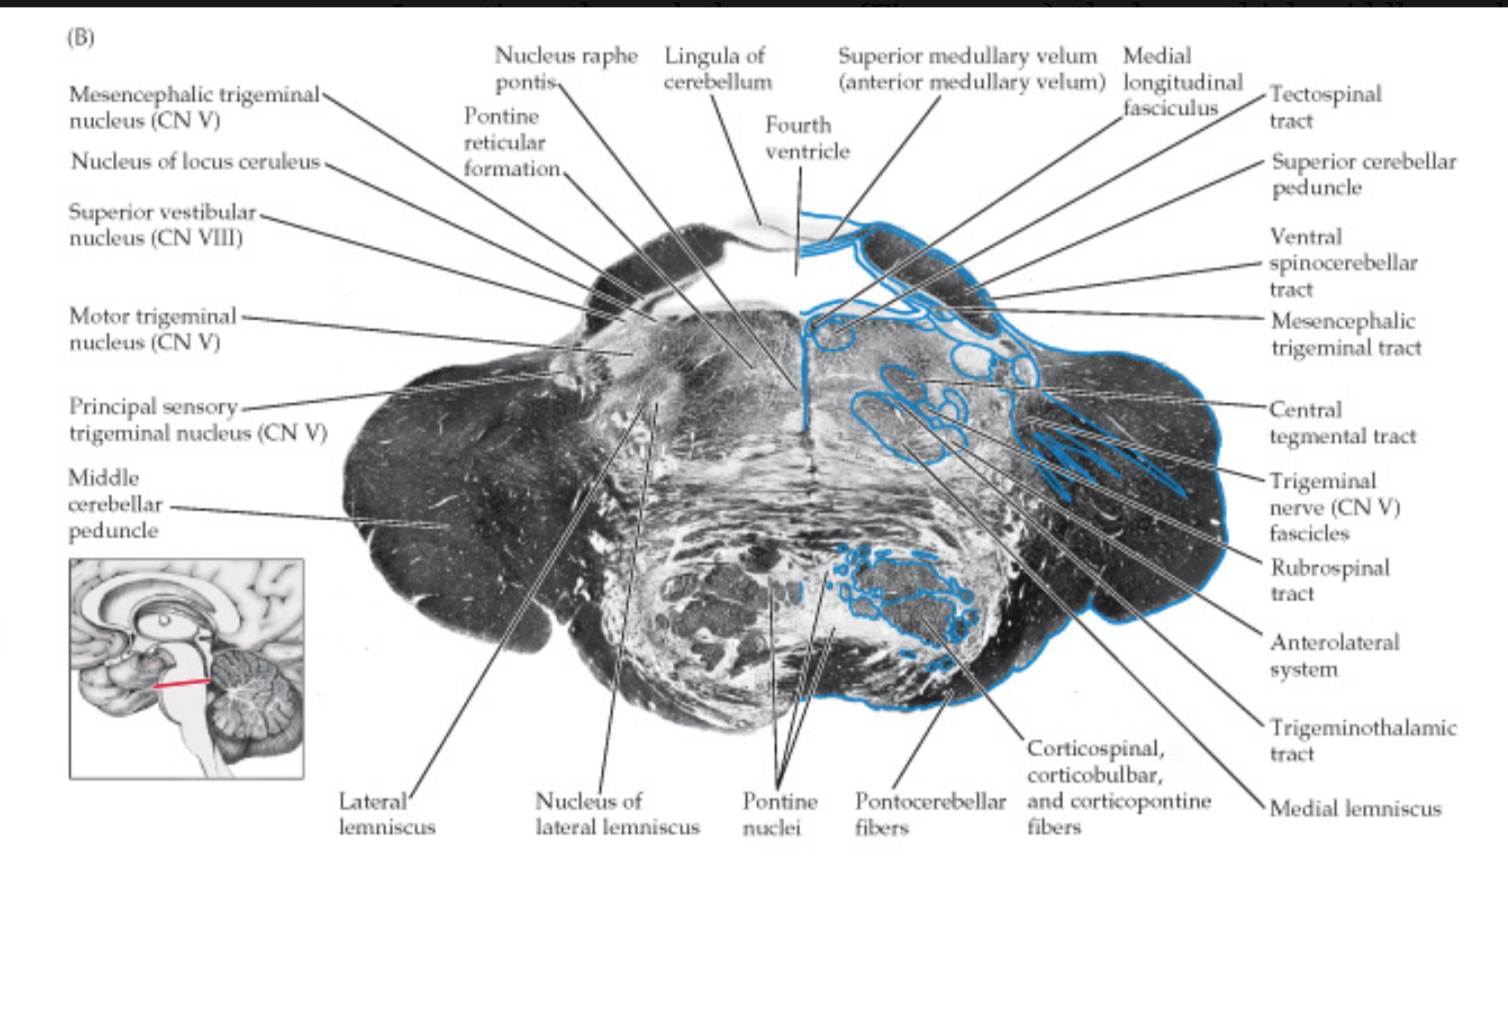 (B)
Mesencephalic trigeminal
nucleus (CN V)
Nucleus of locus ceruleus
Superior vestibular
nucleus (CN VIII)
Motor trigeminal
nucleus (CN V)
Principal sensory
trigeminal nucleus (CN V)
Middle
cerebellar
peduncle
Nucleus raphe
pontis
Pontine
reticular
formation
Lingula of
cerebellum
Fourth
ventricle
Superior medullary velum
(anterior medullary velum)
Medial
longitudinal
fasciculus
Tectospinal
tract
Superior cerebellar
peduncle
Ventral
spinocerebellar
tract
Mesencephalic
trigeminal tract
Central
tegmental tract
Trigeminal
nerve (CN V)
fascicles
Rubrospinal
tract
Anterolateral
system
Trigeminothalamic
tract
Medial lemniscus
Lateral
lemniscus
Nucleus of
lateral lemniscus
Pontine
nuclei
Pontocerebellar
fibers
Corticospinal,
corticobulbar,
and corticopontine
fibers